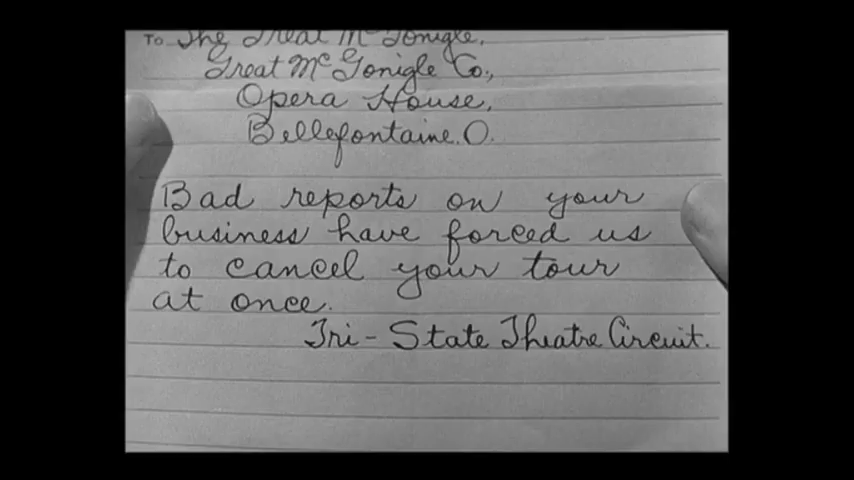 To The Great McGonigle,
Great McGonigle Co.,
Opera House,
Bellefontaine. O.
Bad reports on your
business have forced us
to cancel your tour
at once.
Tri-State Theatre Circuit.